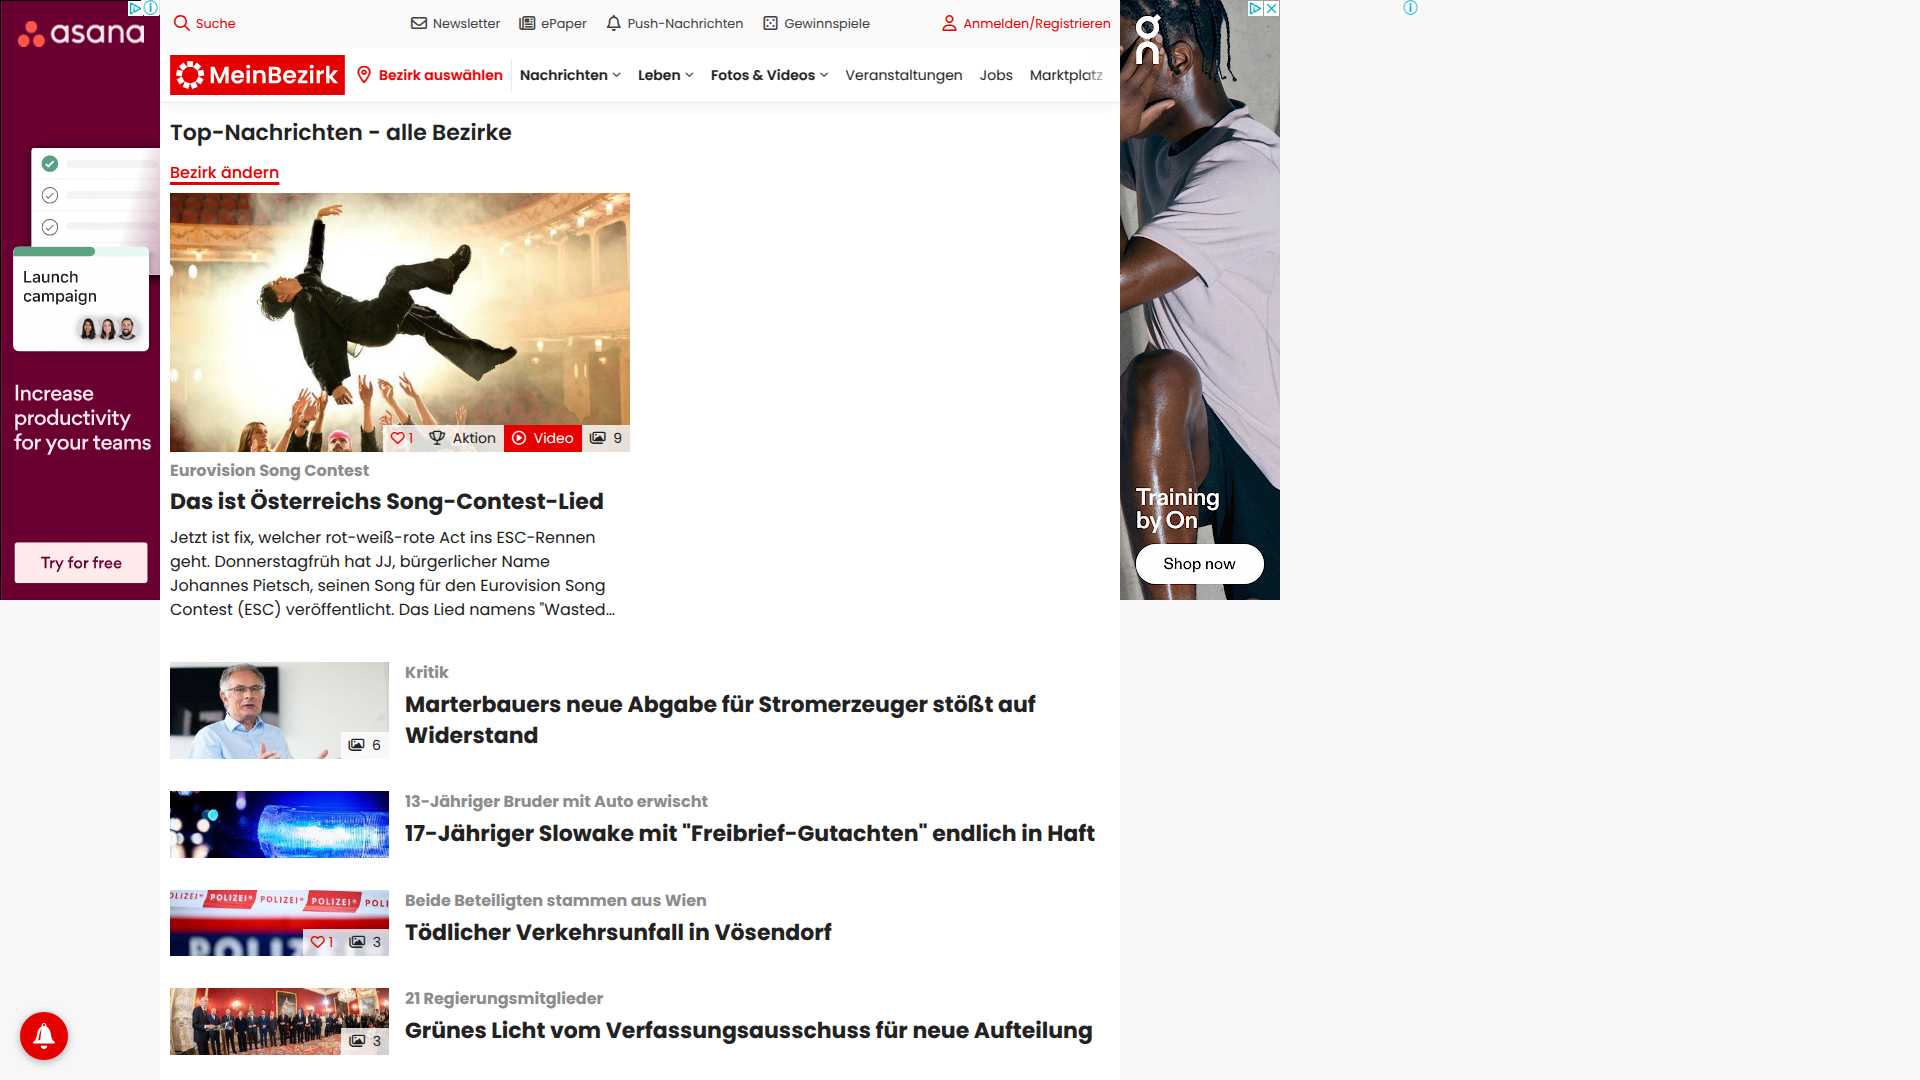 asana
Launch
campaign
Increase
productivity
for your teams
Try for free
Suche
Newsletter
ePaper
Push-Nachrichten
Gewinnspiele
Anmelden/Registrieren
MeinBezirk
Bezirk auswählen
Nachrichten
Leben
Fotos & Videos
Veranstaltungen
Jobs
Marktplatz
Top-Nachrichten - alle Bezirke
Bezirk ändern
1
Aktion
Video
9
Eurovision Song Contest
Das ist Österreichs Song-Contest-Lied
Jetzt ist fix, welcher rot-weiß-rote Act ins ESC-Rennen
geht. Donnerstagfrüh hat JJ, bürgerlicher Name
Johannes Pietsch, seinen Song für den Eurovision Song
Contest (ESC) veröffentlicht. Das Lied namens "Wasted...
6
Kritik
Marterbauers neue Abgabe für Stromerzeuger stößt auf
Widerstand
13-Jähriger Bruder mit Auto erwischt
17-Jähriger Slowake mit "Freibrief-Gutachten" endlich in Haft
POLIZEI POLIZEI POLIZEI
POLIZEI
1
3
Beide Beteiligten stammen aus Wien
Tödlicher Verkehrsunfall in Vösendorf
3
21 Regierungsmitglieder
Grünes Licht vom Verfassungsausschuss für neue Aufteilung
On
Training
by On
Shop now